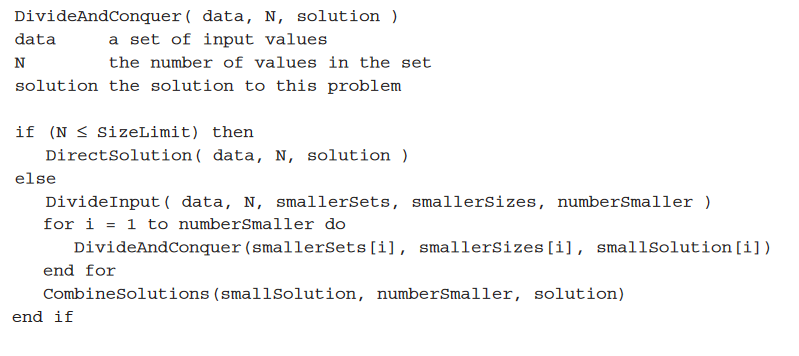 DivideAndConquer( data, N, solution )
data a set of input values
N the number of values in the set
solution the solution to this problem
if (N ≤ SizeLimit) then
DirectSolution( data, N, solution )
else
DivideInput( data, N, smallerSets, smallerSizes, numberSmaller )
for i = 1 to numberSmaller do
DivideAndConquer(smallerSets[i], smallerSizes[i], smallSolution[i])
end for
CombineSolutions(smallSolution, numberSmaller, solution)
end if